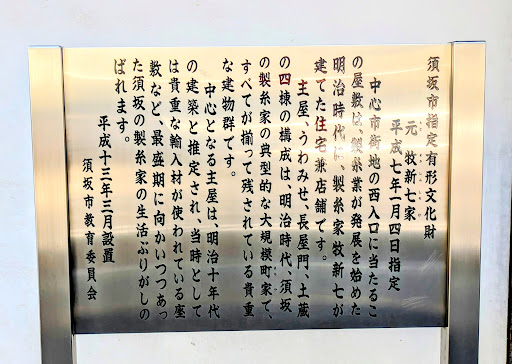 須坂市指定有形文化財
元 牧新七家
平成七年一月四日指定
中心市街地の西入口に当たるこ
の屋敷は、製糸業が発展を始めた
明治時代に、製糸家牧新七が
建てた住宅兼店舗です。
主屋、うわみせ、長屋門、土蔵
の四棟の構成は、明治時代、須坂
の製糸家の典型的な大規模町家で、
すべてが揃って残されている貴重
な建物群です。
中心となる主屋は、明治十年代
の建築と推定され、当時として
は貴重な輸入材が使われている座
敷など、最盛期に向かいつつあっ
た須坂の製糸家の生活ぶりがしの
ばれます。
平成十三年三月設置
須坂市教育委員会